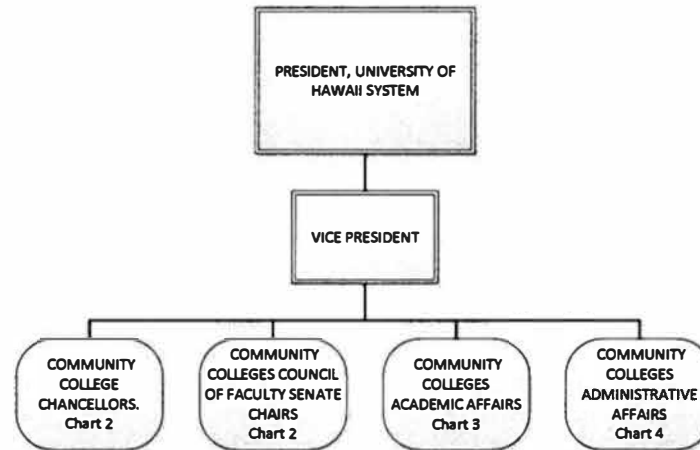 PRESIDENT, UNIVERSITY OF
HAWAII SYSTEM
VICE PRESIDENT
COMMUNITY
COLLEGE
CHANCELLORS.
Chart 2
COMMUNITY
COLLEGES COUNCIL
OF FACULTY SENATE
CHAIRS
Chart 2
COMMUNITY
COLLEGES
ACADEMIC AFFAIRS
Chart 3
COMMUNITY
COLLEGES
ADMINISTRATIVE
AFFAIRS
Chart 4